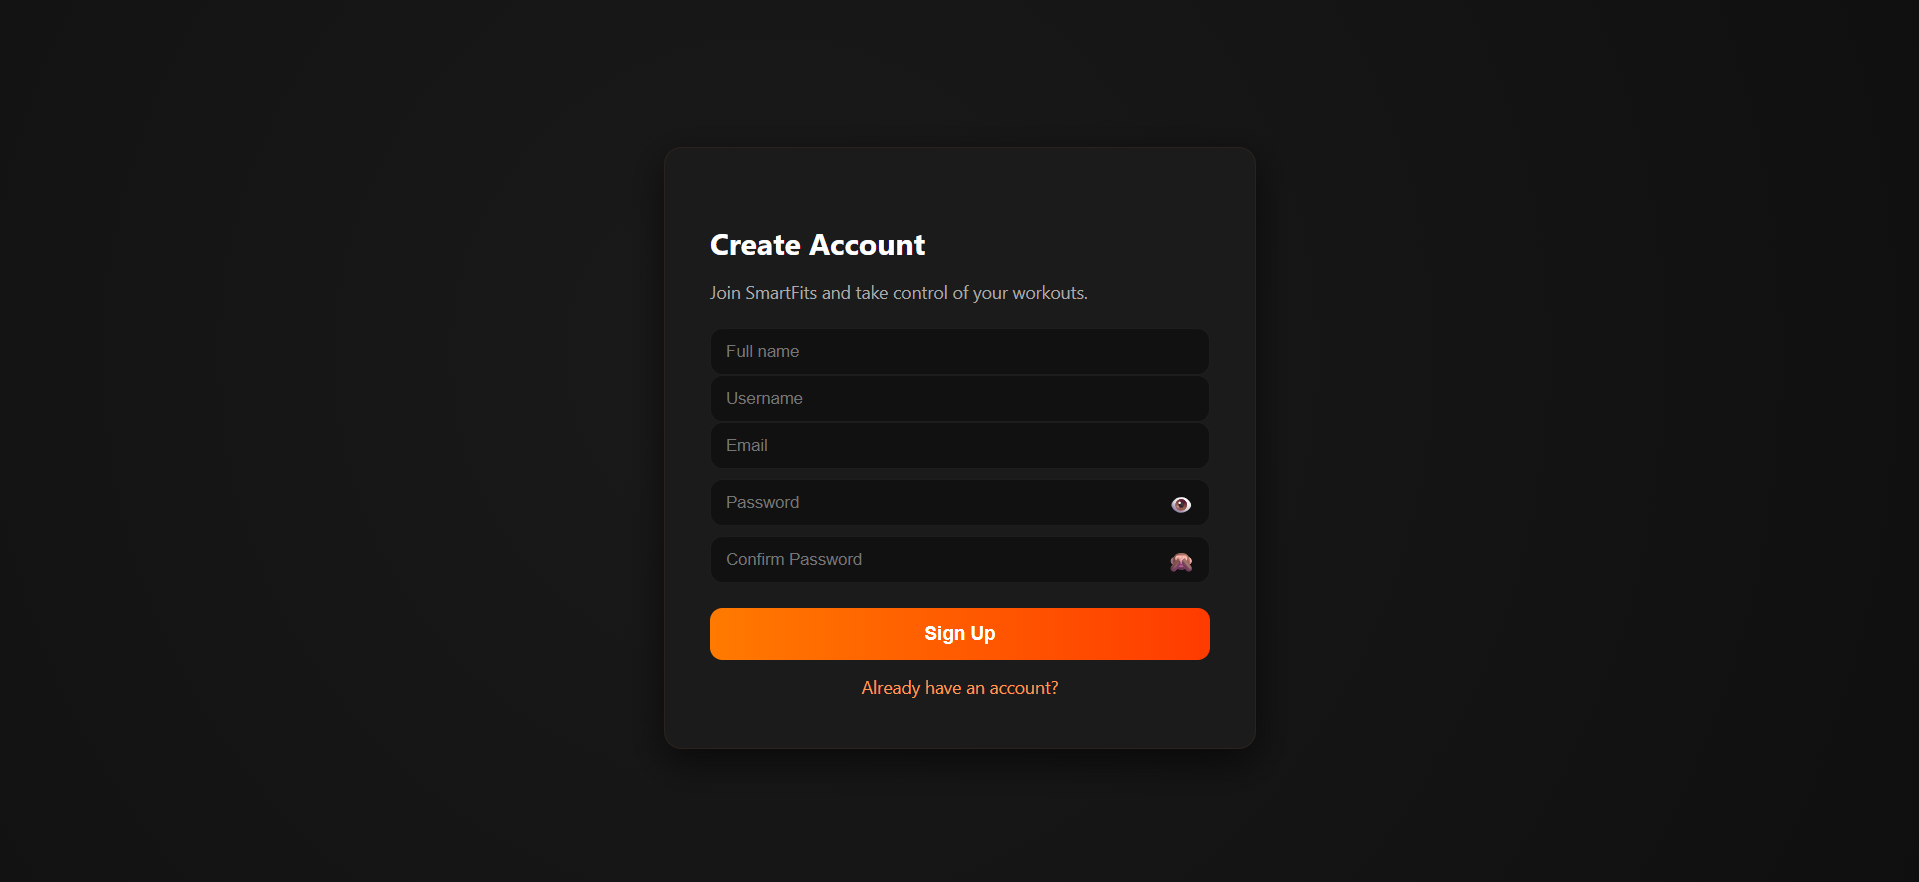 Create Account
Join SmartFits and take control of your workouts.
Full name
Username
Email
Password
Confirm Password
Sign Up
Already have an account?